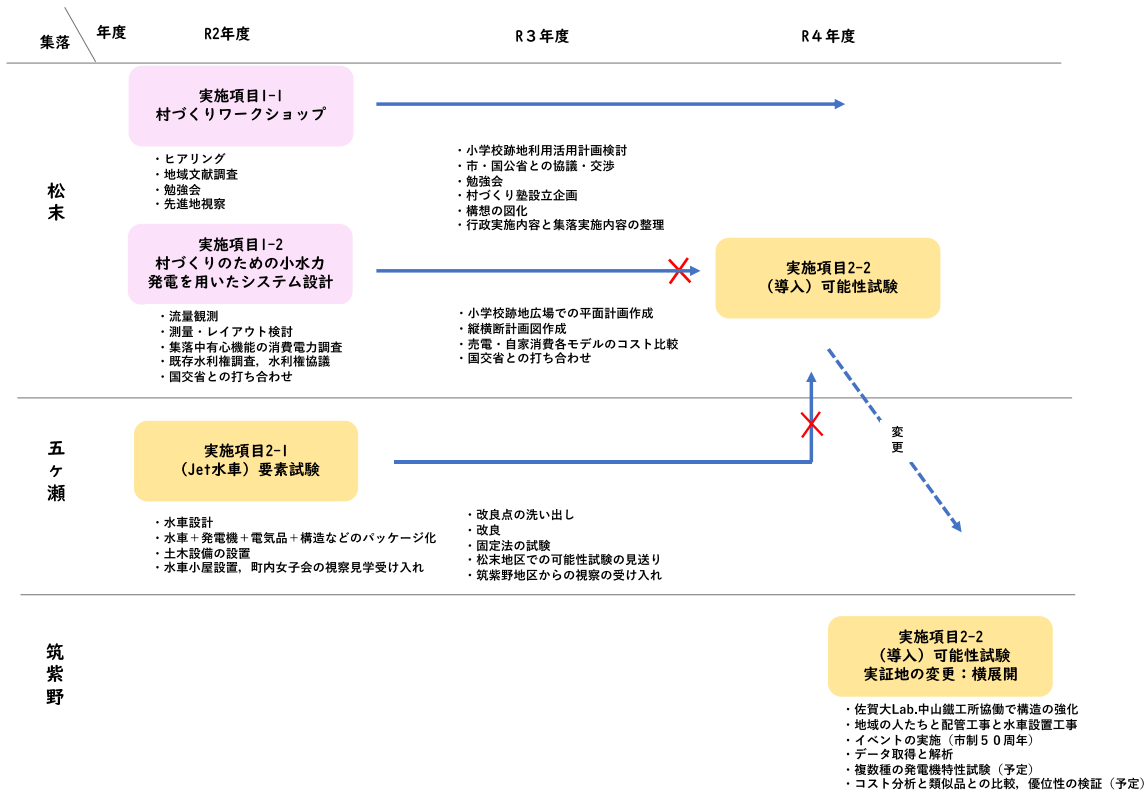 集落
年度
R2年度
R３年度
R４年度
松末
実施項目1-1
村づくりワークショップ
・ヒアリング
・地域文献調査
・勉強会
・先進地視察
・小学校跡地利用活用計画検討
・市・国公省との協議・交渉
・勉強会
・村づくり塾設立企画
・構想の図化
・行政実施内容と集落実施内容の整理
実施項目1-2
村づくりのための小水力
発電を用いたシステム設計
・流量観測
・測量・レイアウト検討
・集落中有心機能の消費電力調査
・既存水利権調査，水利権協議
・国交省との打ち合わせ
・小学校跡地広場での平面計画作成
・縦横断計画図作成
・売電・自家消費各モデルのコスト比較
・国交省との打ち合わせ
実施項目2-2
（導入）可能性試験
五ヶ瀬
実施項目2-1
（Jet水車）要素試験
・水車設計
・水車＋発電機＋電気品＋構造などのパッケージ化
・土木設備の設置
・水車小屋設置，町内女子会の視察見学受け入れ
・改良点の洗い出し
・改良
・固定法の試験
・松末地区での可能性試験の見送り
・筑紫野地区からの視察の受け入れ
変更
筑紫野
実施項目2-2
（導入）可能性試験
実証地の変更：横展開
・佐賀大Lab.中山鐵工所協働で構造の強化
・地域の人たちと配管工事と水車設置工事
・イベントの実施（市制５０周年）
・データ取得と解析
・複数種の発電機特性試験（予定）
・コスト分析と類似品との比較，優位性の検証（予定）